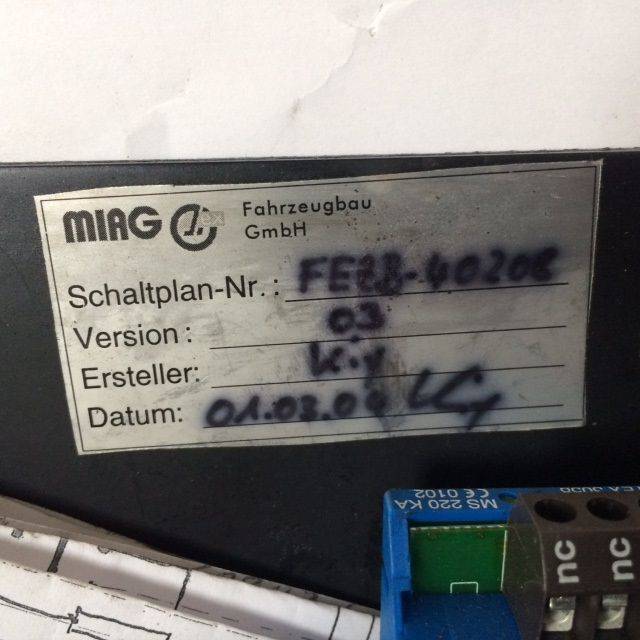 MIAG Fahrzeugbau
GmbH
Schaltplan-Nr.:
Version: 03
Ersteller:
Datum: 01.03.04
MS 220 KA
CE 0102
nc nc